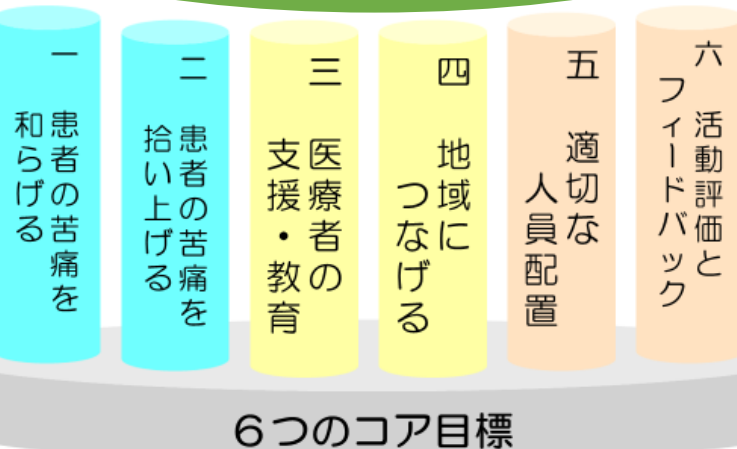 一 患者の苦痛を
和らげる
二 患者の苦痛を
拾い上げる
三 医療者の
支援・教育
四 地域に
つなげる
五 適切な
人員配置
六 活動評価と
フィードバック
6つのコア目標